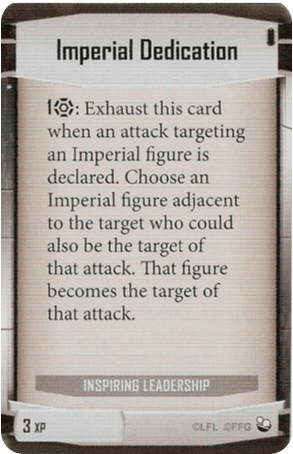 Imperial Dedication
1: Exhaust this card
when an attack targeting
an Imperial figure is
declared. Choose an
Imperial figure adjacent
to the target who could
also be the target of
that attack. That figure
becomes the target of
that attack.
INSPIRING LEADERSHIP
3 XP
©LFL ©FFG